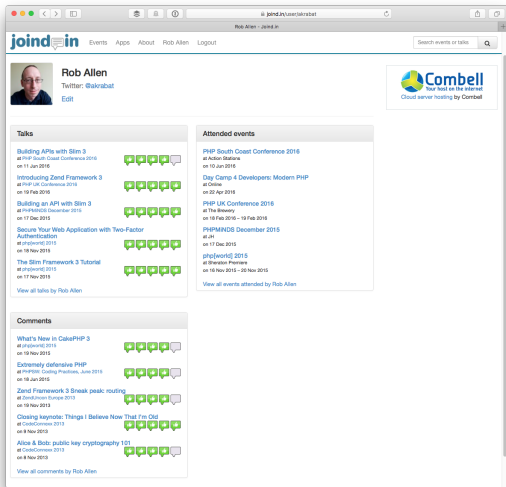 joind.in/user/akrabat
Rob Allen - Joind.in
joind in
Events Apps About Rob Allen Logout
Search events or talks
Rob Allen
Twitter: @akrabat
Edit
Combell
Your host on the internet
Cloud server hosting by Combell
Talks
Building APIs with Slim 3
at PHP South Coast Conference 2016
on 11 Jun 2016
Introducing Zend Framework 3
at PHP UK Conference 2016
on 19 Feb 2016
Building an API with Slim 3
at PHPMiNDS December 2015
on 17 Dec 2015
Secure Your Web Application with Two-Factor
Authentication
at php[world] 2015
on 18 Nov 2015
The Slim Framework 3 Tutorial
at php[world] 2015
on 17 Nov 2015
View all talks by Rob Allen
Attended events
PHP South Coast Conference 2016
at Action Stations
on 10 Jun 2016
Day Camp 4 Developers: Modern PHP
at Online
on 22 Apr 2016
PHP UK Conference 2016
at The Brewery
on 18 Feb 2016 – 19 Feb 2016
PHPMiNDS December 2015
at JH
on 17 Dec 2015
php[world] 2015
at Sheraton Premiere
on 16 Nov 2015 – 20 Nov 2015
View all events attended by Rob Allen
Comments
What's New in CakePHP 3
at php[world] 2015
on 19 Nov 2015
Extremely defensive PHP
at PHPSW: Coding Practices, June 2015
on 18 Jun 2015
Zend Framework 3 Sneak peak: routing
at ZendUncon Europe 2013
on 19 Nov 2013
Closing keynote: Things I Believe Now That I'm Old
at CodeConnexx 2013
on 9 Nov 2013
Alice & Bob: public key cryptography 101
at CodeConnexx 2013
on 8 Nov 2013
View all comments by Rob Allen